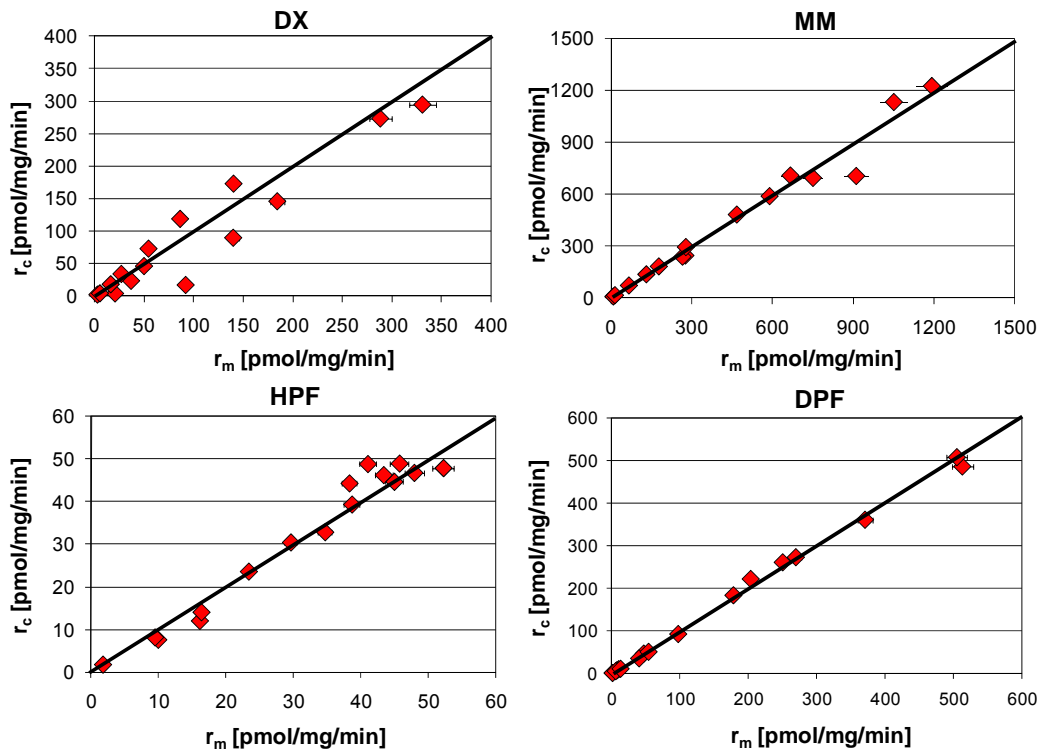 DX
400
350
300
250
200
150
100
50
0
r_c [pmol/mg/min]
0 50 100 150 200 250 300 350 400
r_m [pmol/mg/min]
MM
1500
1200
900
600
300
0
r_c [pmol/mg/min]
300 600 900 1200 1500
r_m [pmol/mg/min]
HPF
60
50
40
30
20
10
0
r_c [pmol/mg/min]
0 10 20 30 40 50 60
r_m [pmol/mg/min]
DPF
600
500
400
300
200
100
0
r_c [pmol/mg/min]
0 100 200 300 400 500 600
r_m [pmol/mg/min]